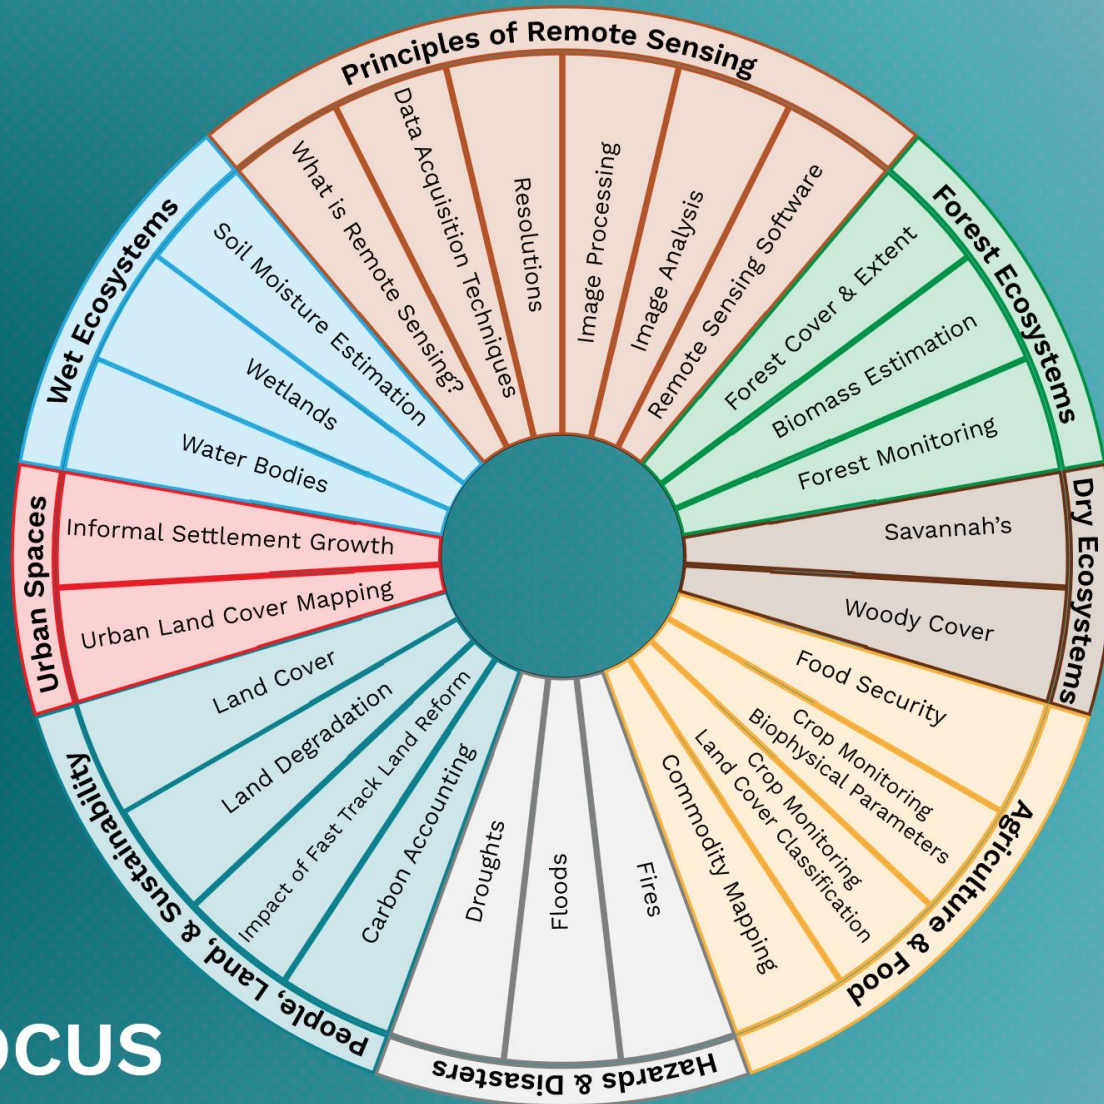 Principles of Remote Sensing
What is Remote Sensing?
Data Acquisition Techniques
Resolutions
Image Processing
Image Analysis
Remote Sensing Software
Forest Ecosystems
Forest Cover & Extent
Biomass Estimation
Forest Monitoring
Dry Ecosystems
Savannah’s
Woody Cover
Agriculture & Food
Food Security
Crop Monitoring
Biophysical Parameters
Crop Monitoring
Land Cover Classification
Commodity Mapping
Hazards & Disasters
Fires
Floods
Droughts
People, Land, & Sustainability
Carbon Accounting
Impact of Fast Track Land Reform
Land Degradation
Land Cover
Urban Spaces
Urban Land Cover Mapping
Informal Settlement Growth
Wet Ecosystems
Water Bodies
Wetlands
Soil Moisture Estimation
OCUS